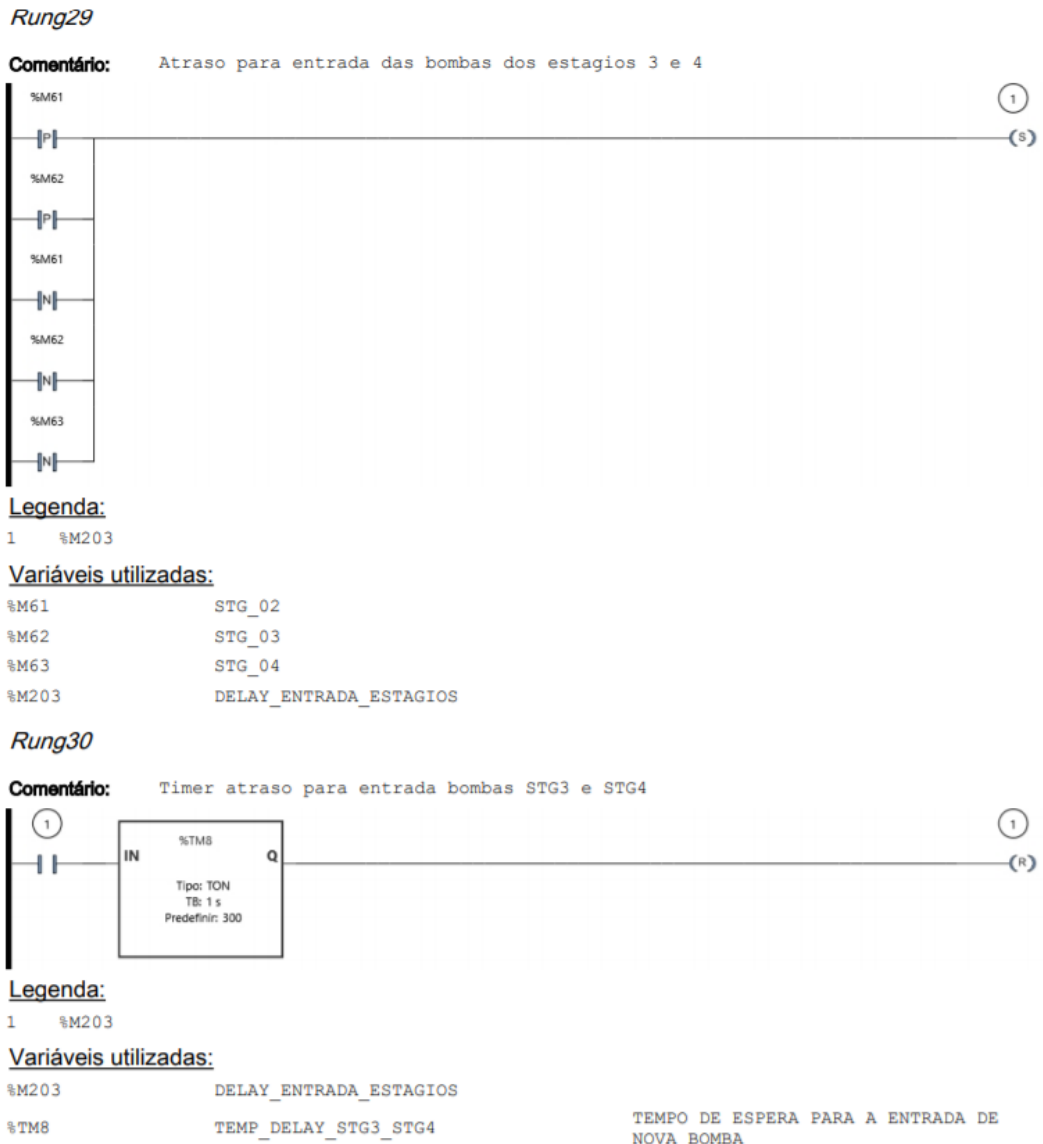 Rung29
Comentário: Atraso para entrada das bombas dos estagios 3 e 4
%M61
1
P
S
%M62
P
%M61
N
%M62
N
%M63
N
Legenda:
1 %M203
Variáveis utilizadas:
%M61 STG_02
%M62 STG_03
%M63 STG_04
%M203 DELAY_ENTRADA_ESTAGIOS
Rung30
Comentário: Timer atraso para entrada bombas STG3 e STG4
1
1
%TM8
IN Q
R
Tipo: TON
TB: 1 s
Predefinir: 300
Legenda:
1 %M203
Variáveis utilizadas:
%M203 DELAY_ENTRADA_ESTAGIOS
%TM8 TEMP_DELAY_STG3_STG4 TEMPO DE ESPERA PARA A ENTRADA DE
NOVA BOMBA